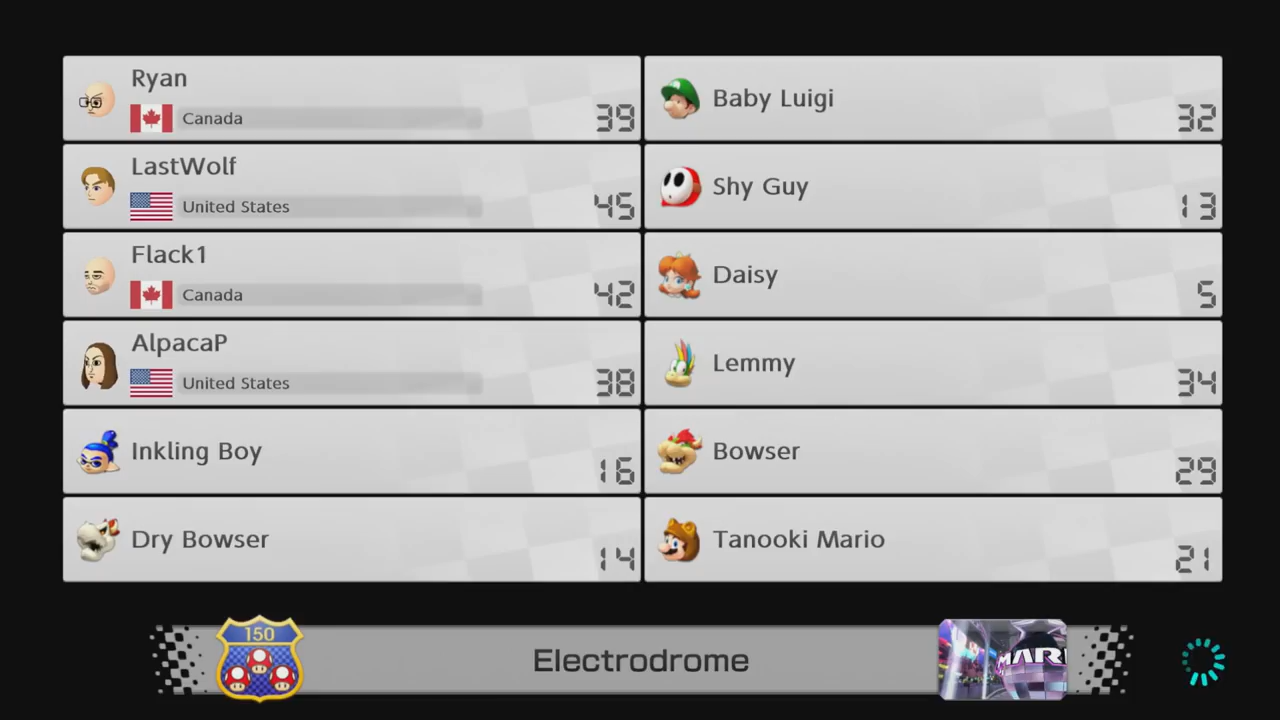 Ryan
Canada
39
LastWolf
United States
45
Flack1
Canada
42
AlpacaP
United States
38
Inkling Boy
16
Dry Bowser
14
Baby Luigi
32
Shy Guy
13
Daisy
5
Lemmy
34
Bowser
29
Tanooki Mario
21
150
Electrodrome
MARI